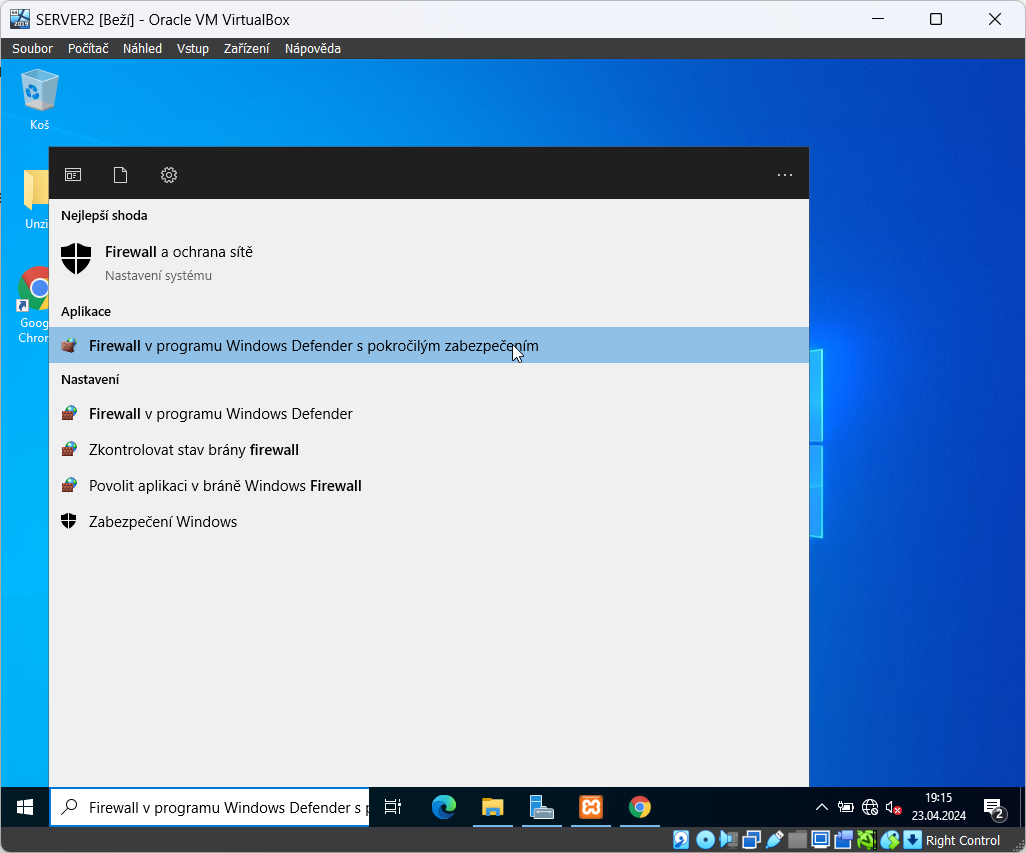 SERVER2 [Beží] - Oracle VM VirtualBox
Soubor Počítač Náhled Vstup Zařízení Nápověda
Koš
Unzi
Goog
Chron
Nejlepší shoda
Firewall a ochrana sítě
Nastavení systému
Aplikace
Firewall v programu Windows Defender s pokročilým zabezpečením
Nastavení
Firewall v programu Windows Defender
Zkontrolovat stav brány firewall
Povolit aplikaci v bráně Windows Firewall
Zabezpečení Windows
Firewall v programu Windows Defender s p
19:15
23.04.2024
2
Right Control